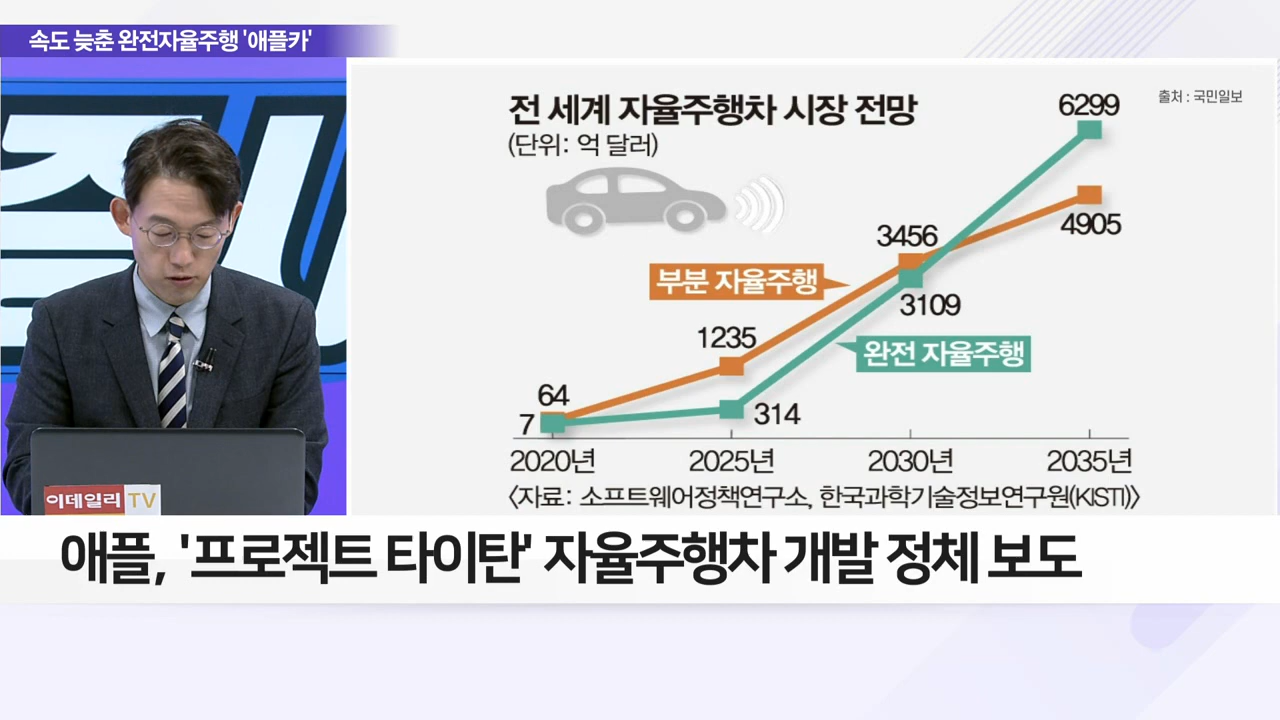 속도 늦춘 완전자율주행 '애플카'
전 세계 자율주행차 시장 전망
(단위: 억 달러)
출처 : 국민일보
6299
4905
3456
3109
부분 자율주행
완전 자율주행
1235
314
64
7
2020년 2025년 2030년 2035년
〈자료: 소프트웨어정책연구소, 한국과학기술정보연구원(KISTI)〉
이데일리TV
애플, '프로젝트 타이탄' 자율주행차 개발 정체 보도